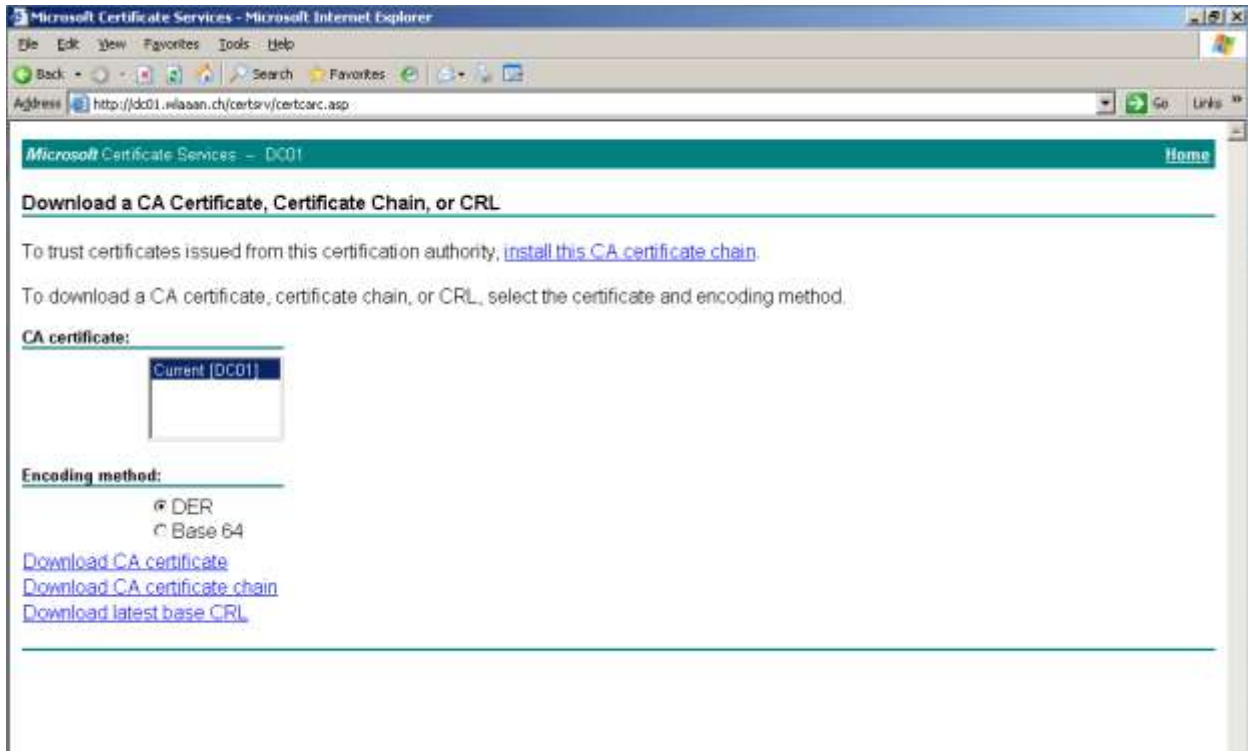 Microsoft Certificate Services - Microsoft Internet Explorer
File Edit View Favorites Tools Help
Back Search Favorites
Address http://dc01.wlaaan.ch/certsrv/certcarc.asp Go Links »
Microsoft Certificate Services -- DC01 Home
Download a CA Certificate, Certificate Chain, or CRL
To trust certificates issued from this certification authority, install this CA certificate chain.
To download a CA certificate, certificate chain, or CRL, select the certificate and encoding method.
CA certificate:
Current [DC01]
Encoding method:
DER
Base 64
Download CA certificate
Download CA certificate chain
Download latest base CRL